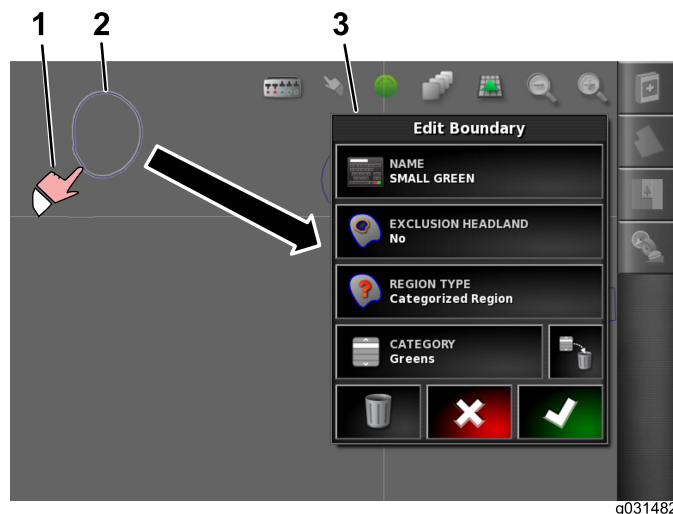 1 2 3
Edit Boundary
NAME
SMALL GREEN
EXCLUSION HEADLAND
No
REGION TYPE
Categorized Region
?
CATEGORY
Greens
g031482